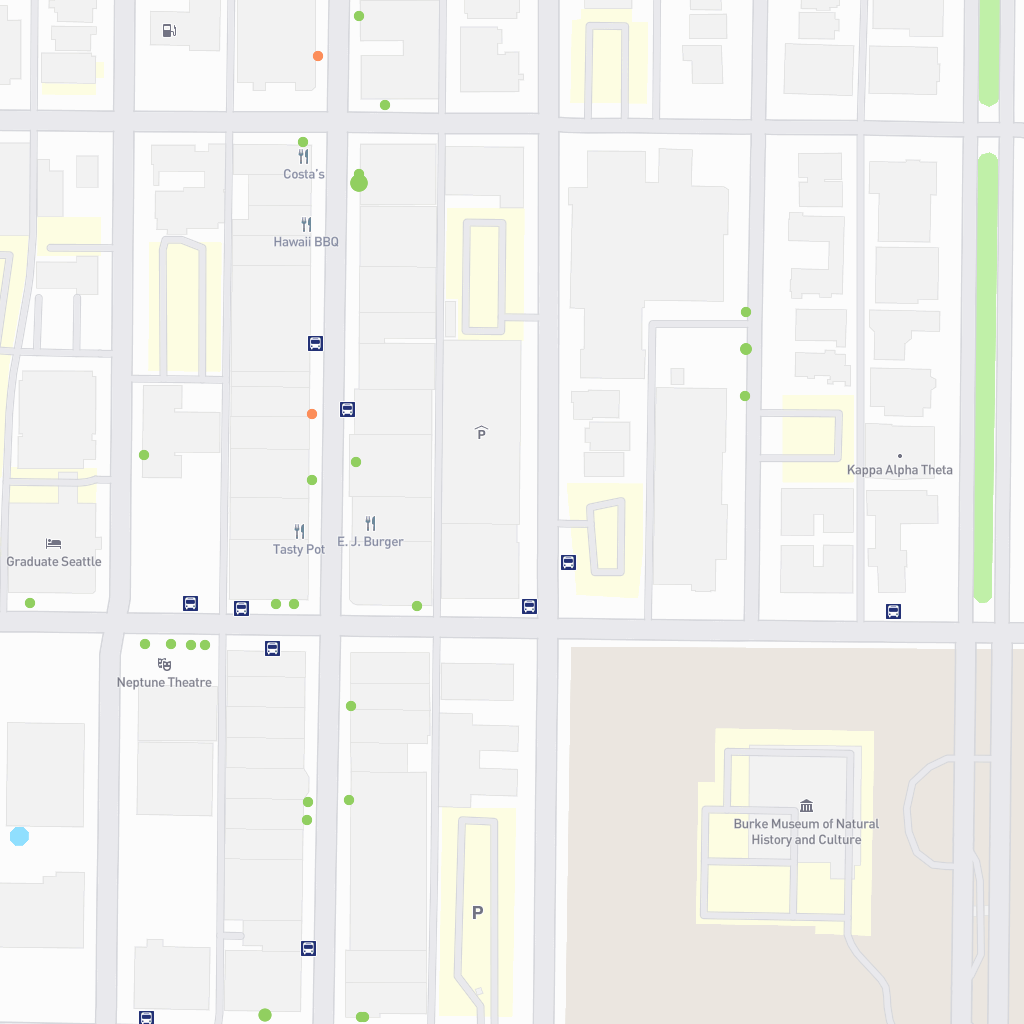 Costa's
Hawaii BBQ
P
Kappa Alpha Theta
Tasty Pot
E. J. Burger
Graduate Seattle
Neptune Theatre
Burke Museum of Natural
History and Culture
P